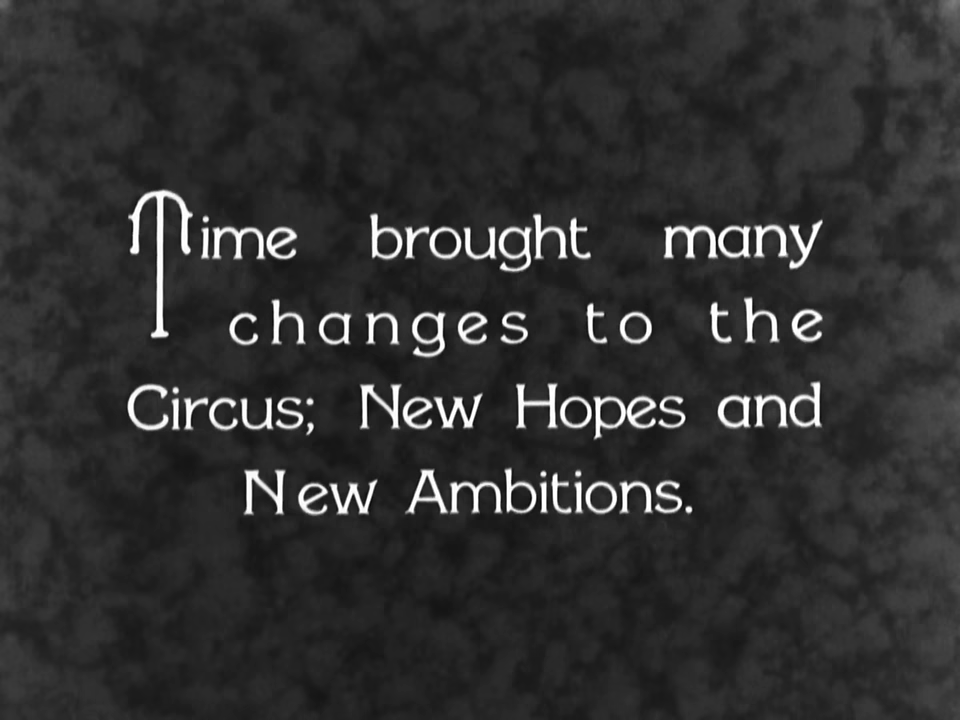 Time brought many
changes to the
Circus; New Hopes and
New Ambitions.